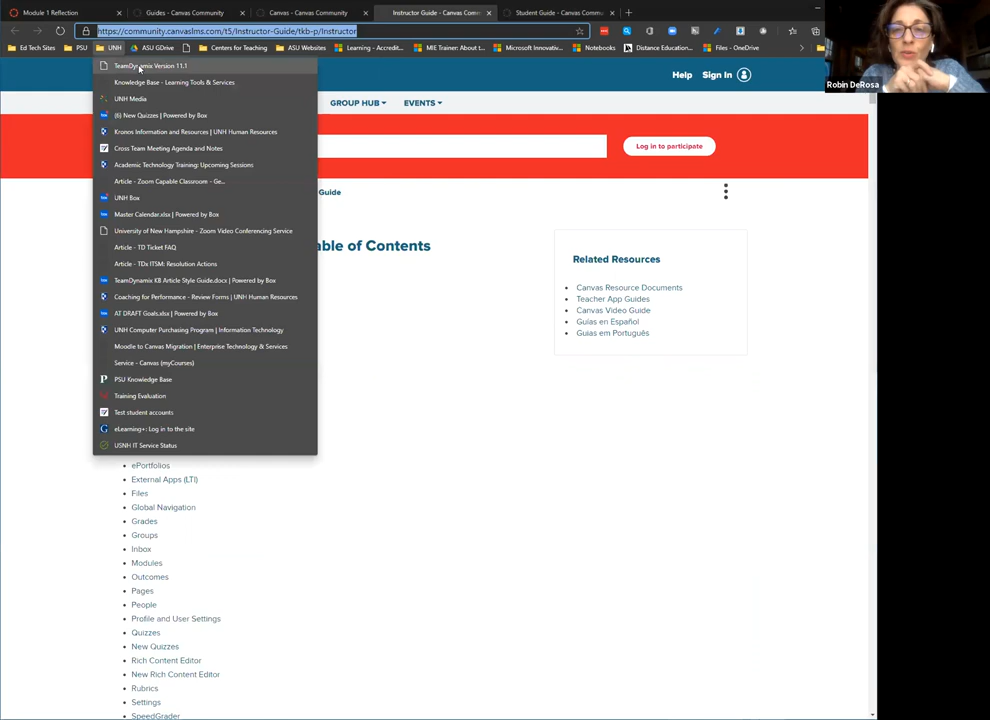 Module 1 Reflection
Guides - Canvas Community
Canvas - Canvas Community
Instructor Guide - Canvas Com
Student Guide - Canvas Comm
https://community.canvaslms.com/t5/Instructor-Guide/tkb-p/Instructor
Ed Tech Sites
PSU
UNH
ASU GDrive
Centers for Teaching
ASU Websites
Learning - Accredit...
MIE Trainer: About t...
Microsoft Innovativ...
Notebooks
Distance Education...
Files - OneDrive
TeamDynamix Version 11.1
Knowledge Base - Learning Tools & Services
UNH Media
(6) New Quizzes | Powered by Box
Kronos Information and Resources | UNH Human Resources
Cross Team Meeting Agenda and Notes
Academic Technology Training: Upcoming Sessions
Article - Zoom Capable Classroom - Ge...
UNH Box
Master Calendar.xlsx | Powered by Box
University of New Hampshire - Zoom Video Conferencing Service
Article - TD Ticket FAQ
Article - TDx ITSM: Resolution Actions
TeamDynamix KB Article Style Guide.docx | Powered by Box
Coaching for Performance - Review Forms | UNH Human Resources
AT DRAFT Goals.xlsx | Powered by Box
UNH Computer Purchasing Program | Information Technology
Moodle to Canvas Migration | Enterprise Technology & Services
Service - Canvas (myCourses)
PSU Knowledge Base
Training Evaluation
Test student accounts
eLearning+: Log in to the site
USNH IT Service Status
Help
Sign In
GROUP HUB
EVENTS
Log in to participate
Guide
able of Contents
Related Resources
Canvas Resource Documents
Teacher App Guides
Canvas Video Guide
Guías en Español
Guias em Português
ePortfolios
External Apps (LTI)
Files
Global Navigation
Grades
Groups
Inbox
Modules
Outcomes
Pages
People
Profile and User Settings
Quizzes
New Quizzes
Rich Content Editor
New Rich Content Editor
Rubrics
Settings
SpeedGrader
Robin DeRosa